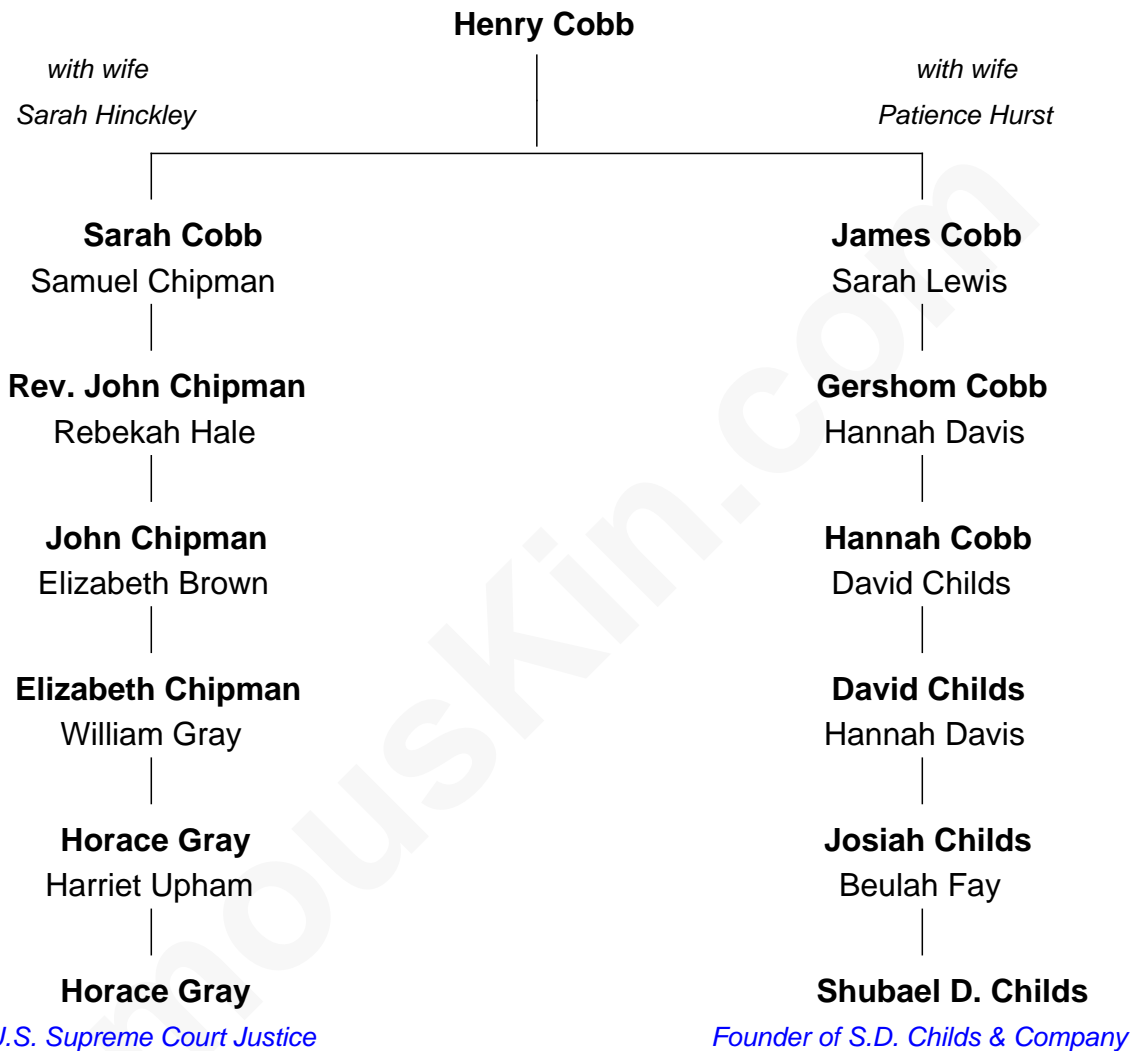 Henry Cobb
with wife
Sarah Hinckley
with wife
Patience Hurst
Sarah Cobb
Samuel Chipman
James Cobb
Sarah Lewis
Rev. John Chipman
Rebekah Hale
Gershom Cobb
Hannah Davis
John Chipman
Elizabeth Brown
Hannah Cobb
David Childs
Elizabeth Chipman
William Gray
David Childs
Hannah Davis
Horace Gray
Harriet Upham
Josiah Childs
Beulah Fay
Horace Gray
U.S. Supreme Court Justice
Shubael D. Childs
Founder of S.D. Childs & Company
mousKin.com